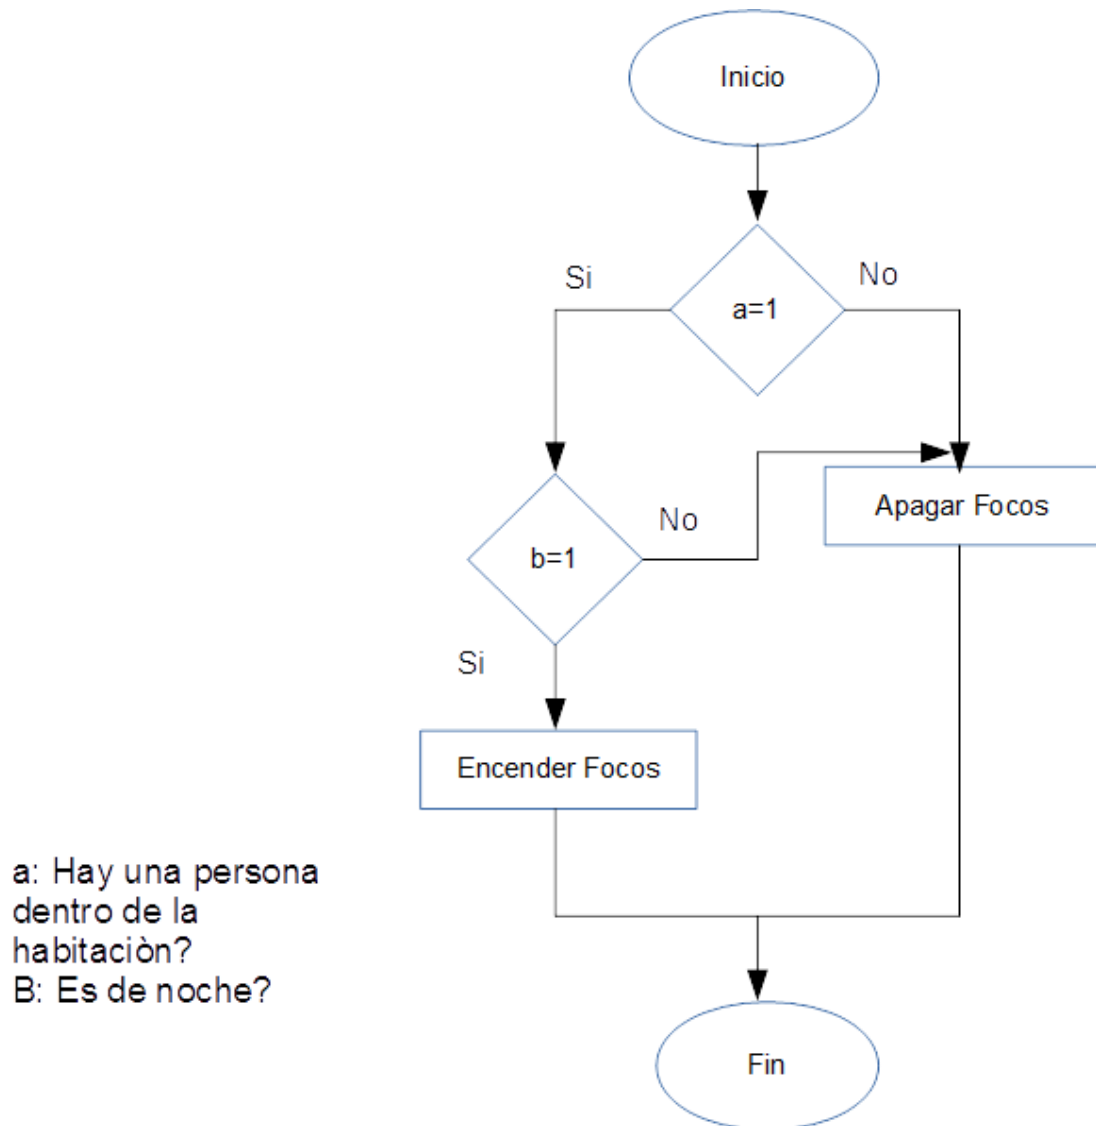 Inicio
Si
No
a=1
Apagar Focos
No
b=1
Si
Encender Focos
a: Hay una persona
dentro de la
habitaciòn?
B: Es de noche?
Fin